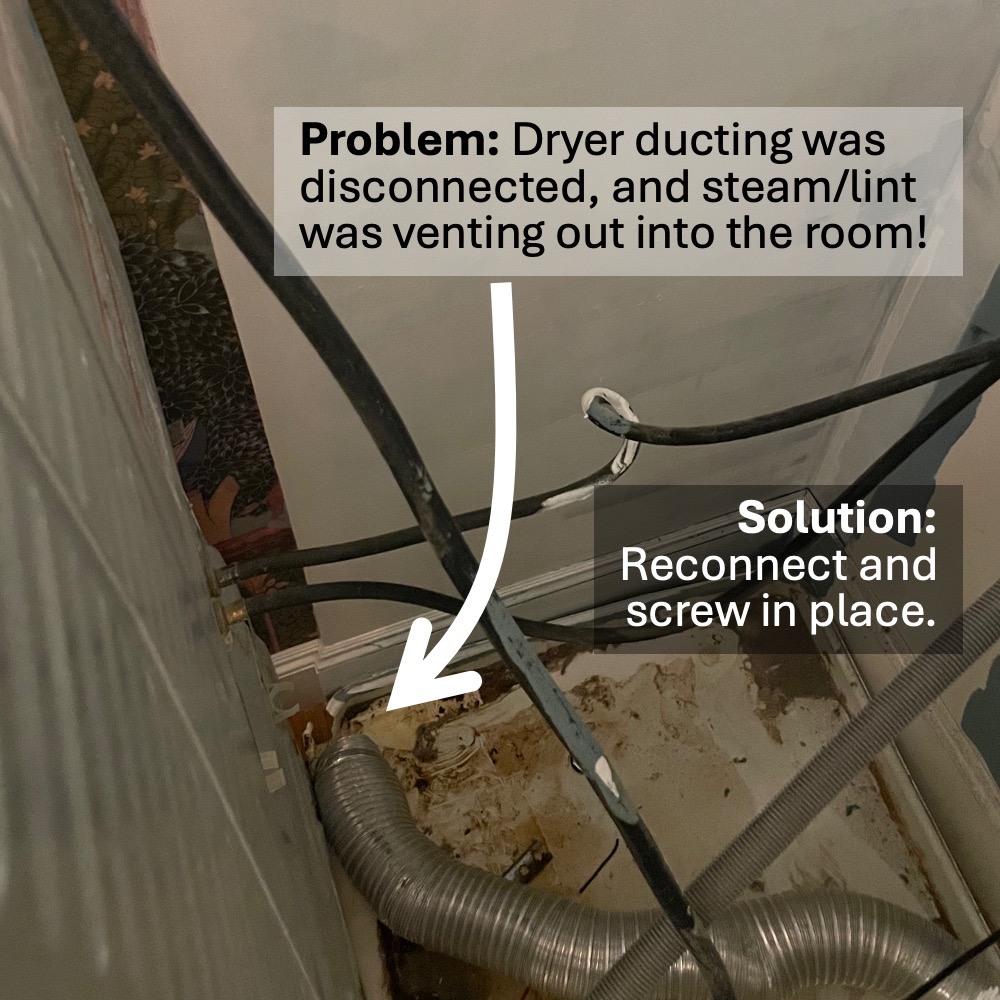 Problem: Dryer ducting was
disconnected, and steam/lint
was venting out into the room!
Solution:
Reconnect and
screw in place.